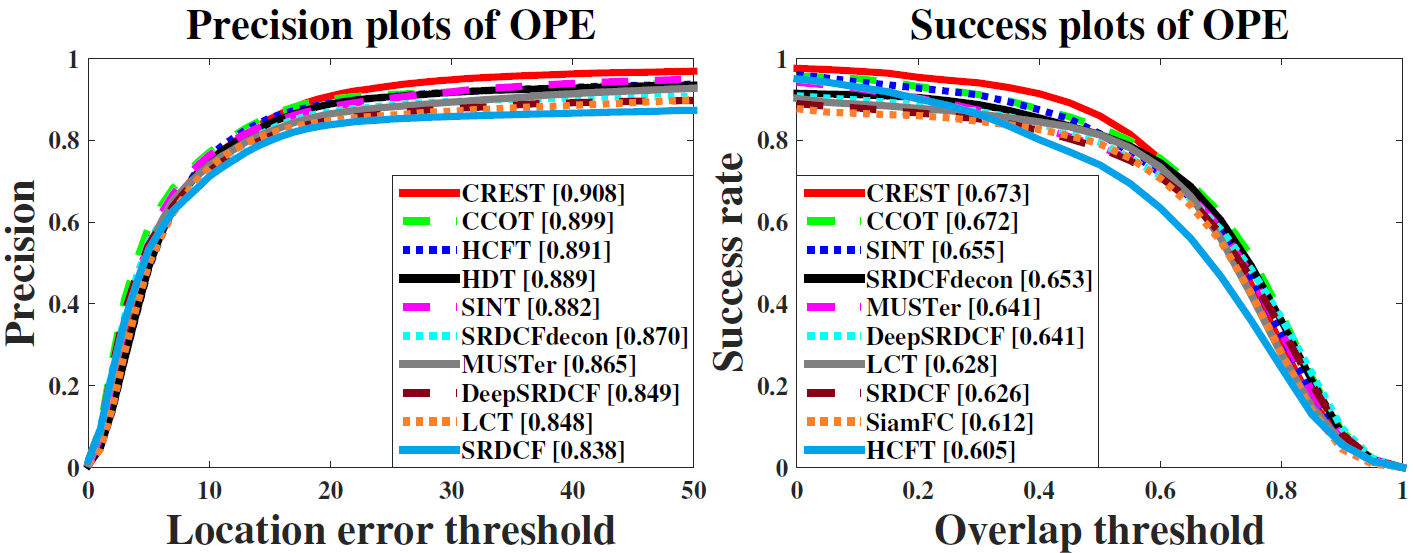 Precision plots of OPE
1
0.8
0.6
0.4
0.2
0
Precision
CREST [0.908]
CCOT [0.899]
HCFT [0.891]
HDT [0.889]
SINT [0.882]
SRDCFdecon [0.870]
MUSTer [0.865]
DeepSRDCF [0.849]
LCT [0.848]
SRDCF [0.838]
0 10 20 30 40 50
Location error threshold
Success plots of OPE
1
0.8
0.6
0.4
0.2
0
Success rate
CREST [0.673]
CCOT [0.672]
SINT [0.655]
SRDCFdecon [0.653]
MUSTer [0.641]
DeepSRDCF [0.641]
LCT [0.628]
SRDCF [0.626]
SiamFC [0.612]
HCFT [0.605]
0 0.2 0.4 0.6 0.8 1
Overlap threshold